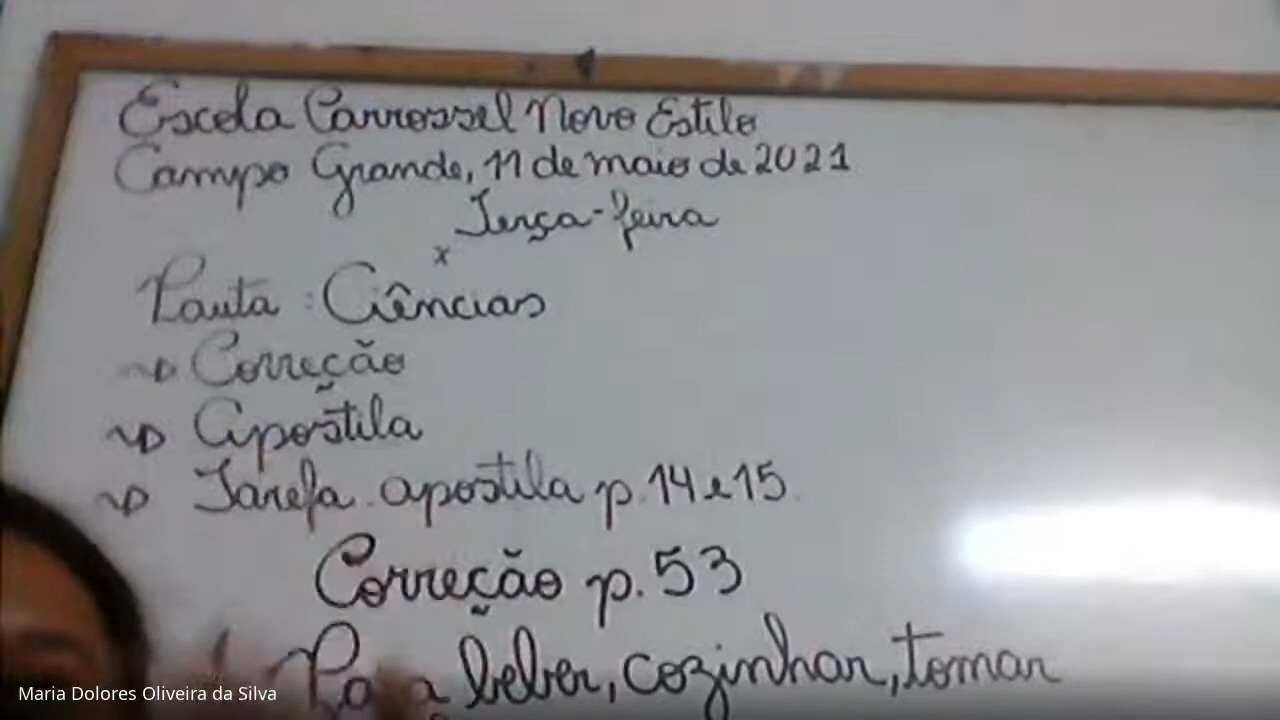 Escola Carrossel Novo Estilo
Campo Grande, 11 de maio de 2021
Terça-feira
x
Pauta : Ciências
Correção
Apostila
Tarefa. apostila p. 14 e 15.
Correção p. 53
Para beber, cozinhar, tomar
Maria Dolores Oliveira da Silva